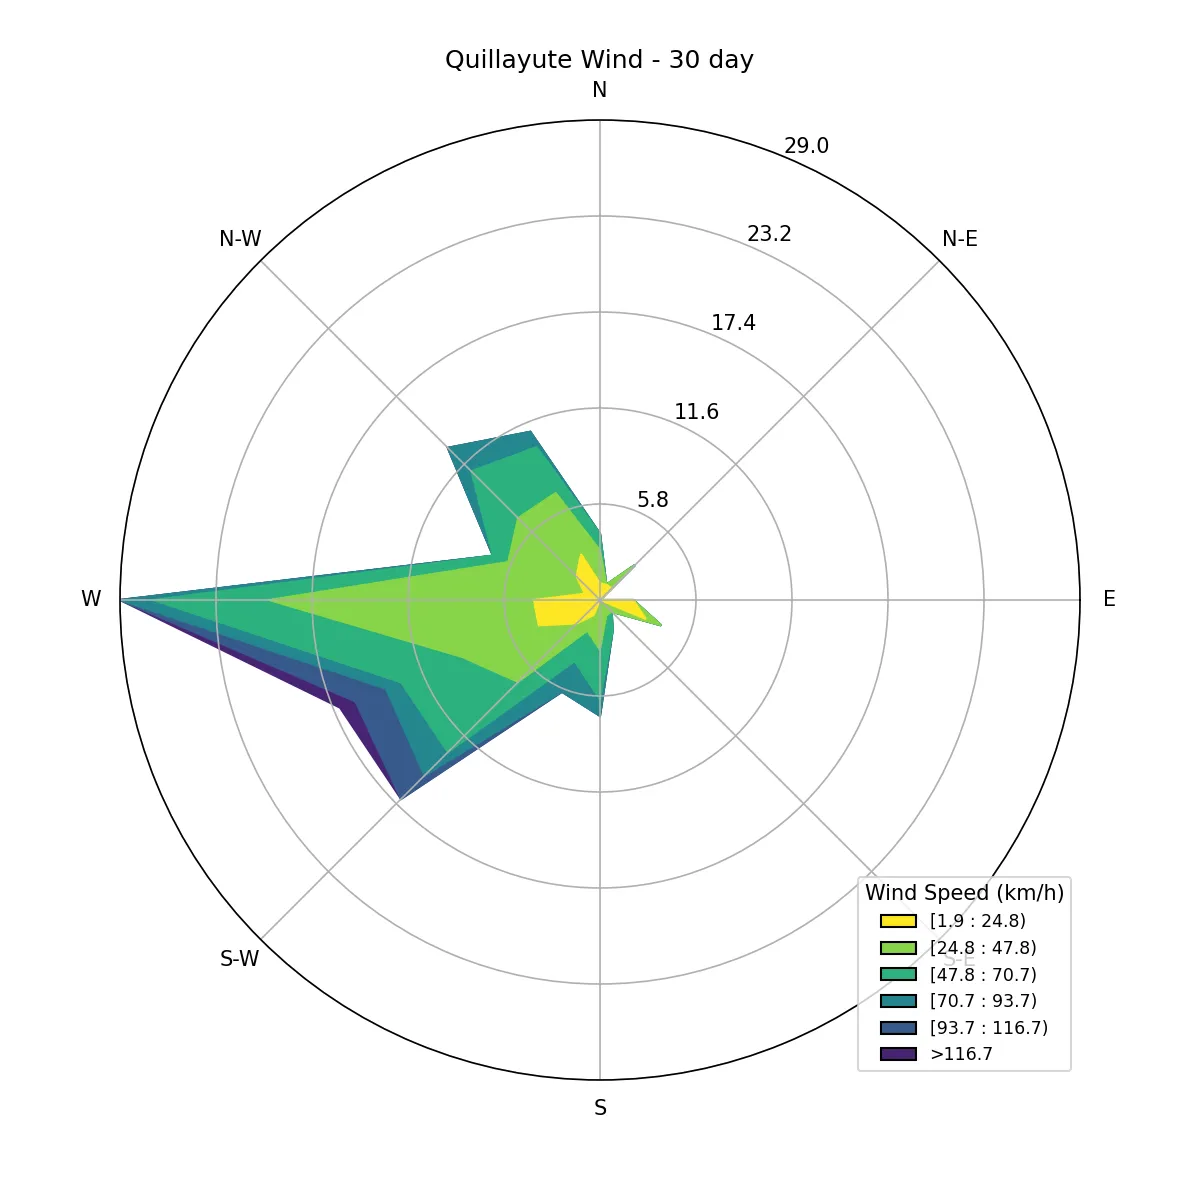 Quillayute Wind - 30 day
N
29.0
N-W
23.2
N-E
17.4
11.6
5.8
W
E
S-W
S-E
Wind Speed (km/h)
[1.9 : 24.8)
[24.8 : 47.8)
[47.8 : 70.7)
[70.7 : 93.7)
[93.7 : 116.7)
>116.7
S